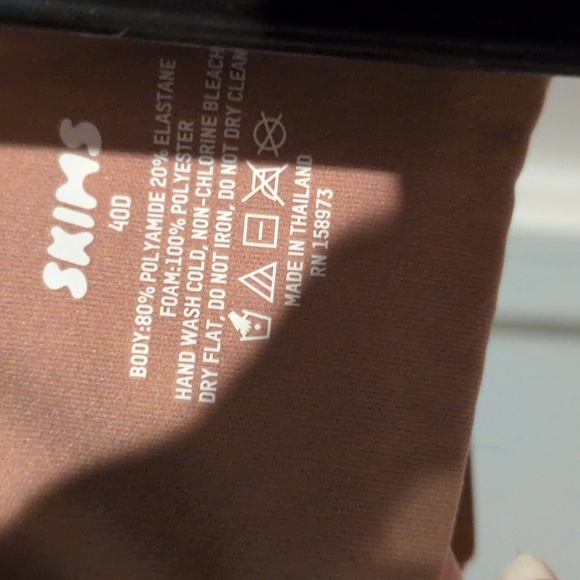 SKIMS
40D
BODY:80% POLYAMIDE 20% ELASTANE
FOAM:100% POLYESTER
HAND WASH COLD, NON-CHLORINE BLEACH
DRY FLAT, DO NOT IRON, DO NOT DRY CLEAN
MADE IN THAILAND
RN 158973